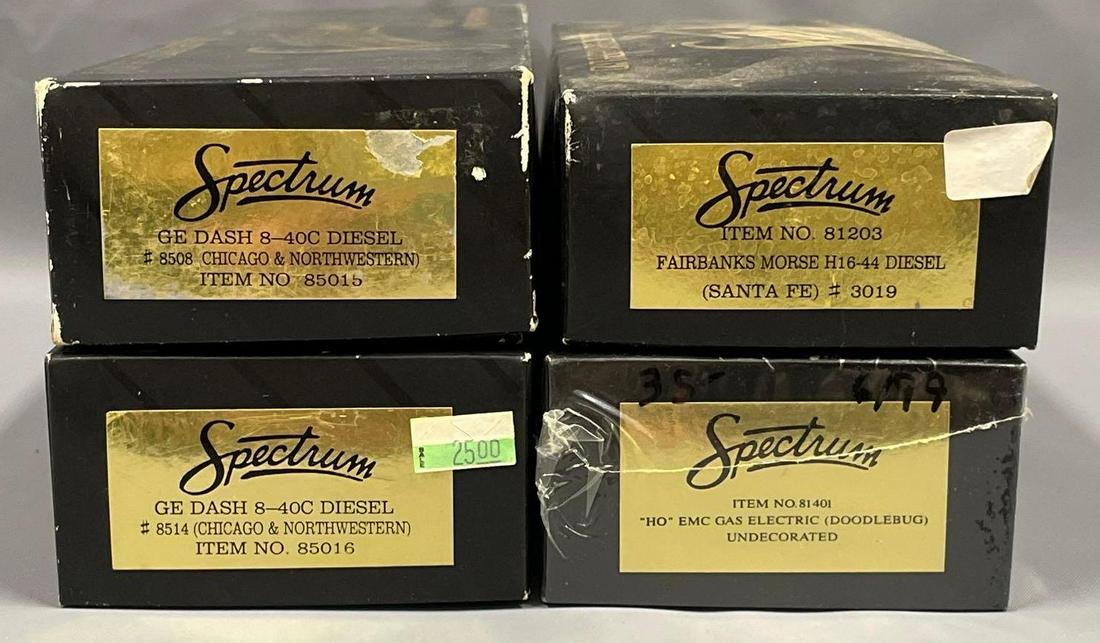 Spectrum
GE DASH 8-40C DIESEL
# 8508 (CHICAGO & NORTHWESTERN)
ITEM NO 85015
Spectrum
ITEM NO. 81203
FAIRBANKS MORSE H16-44 DIESEL
(SANTA FE) # 3019
Spectrum
SALE
2500
GE DASH 8-40C DIESEL
# 8514 (CHICAGO & NORTHWESTERN)
ITEM NO. 85016
35-
Spectrum
ITEM NO. 81401
"HO" EMC GAS ELECTRIC (DOODLEBUG)
UNDECORATED